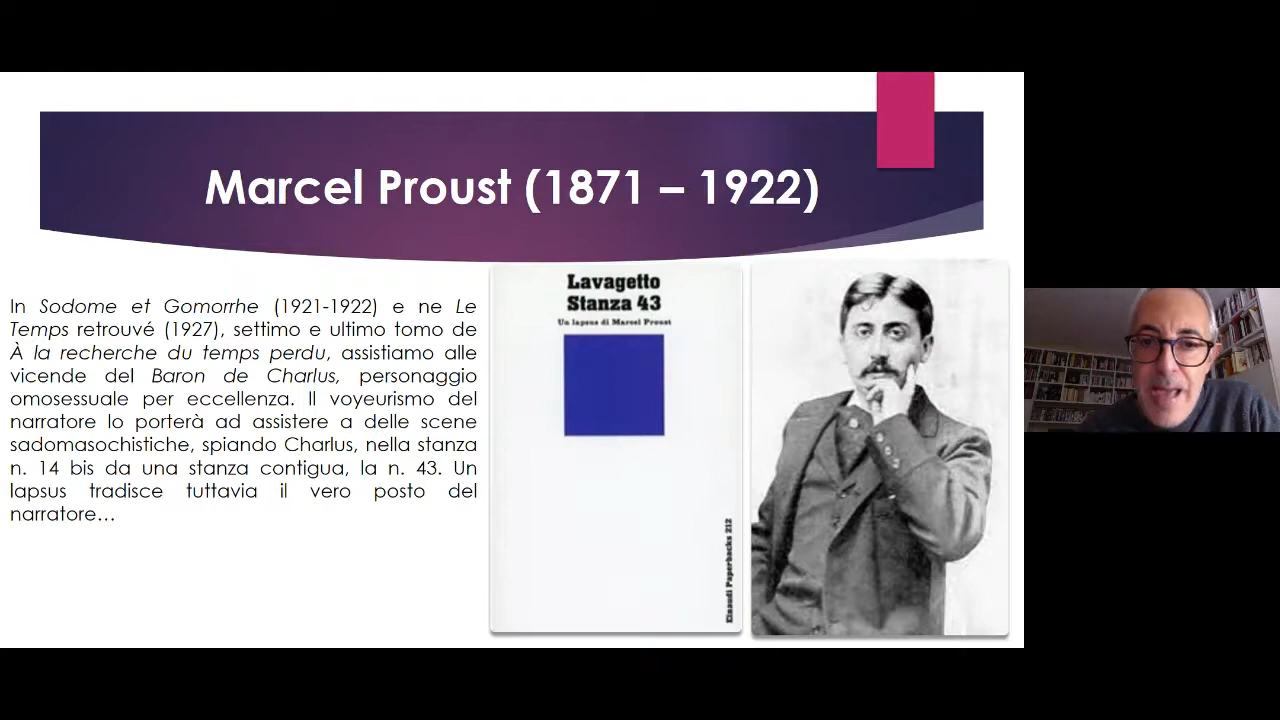 Marcel Proust (1871 – 1922)
In Sodome et Gomorrhe (1921-1922) e ne Le
Temps retrouvé (1927), settimo e ultimo tomo de
À la recherche du temps perdu, assistiamo alle
vicende del Baron de Charlus, personaggio
omosessuale per eccellenza. Il voyeurismo del
narratore lo porterà ad assistere a delle scene
sadomasochistiche, spiando Charlus, nella stanza
n. 14 bis da una stanza contigua, la n. 43. Un
lapsus tradisce tuttavia il vero posto del
narratore…
Lavagetto
Stanza 43
Un lapsus di Marcel Proust
Einaudi Paperbacks 212